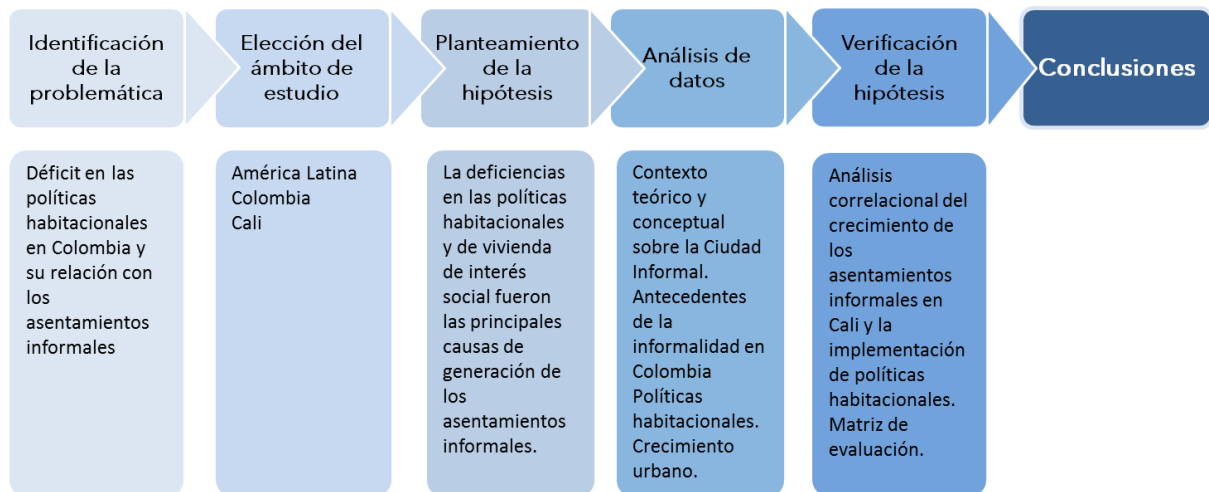 Identificación
de la
problemática
Elección del
ámbito de
estudio
Planteamiento
de la
hipótesis
Análisis de
datos
Verificación
de la
hipótesis
Conclusiones
Déficit en las
políticas
habitacionales
en Colombia y
su relación con
los
asentamientos
informales
América Latina
Colombia
Cali
La deficiencias
en las políticas
habitacionales
y de vivienda
de interés
social fueron
las principales
causas de
generación de
los
asentamientos
informales.
Contexto
teórico y
conceptual
sobre la Ciudad
Informal.
Antecedentes
de la
informalidad en
Colombia
Políticas
habitacionales.
Crecimiento
urbano.
Análisis
correlacional del
crecimiento de
los
asentamientos
informales en
Cali y la
implementación
de políticas
habitacionales.
Matriz de
evaluación.